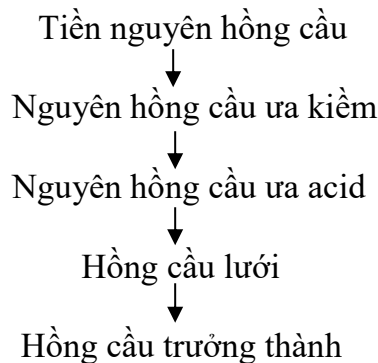 Tiền nguyên hồng cầu
Nguyên hồng cầu ưa kiềm
Nguyên hồng cầu ưa acid
Hồng cầu lưới
Hồng cầu trưởng thành